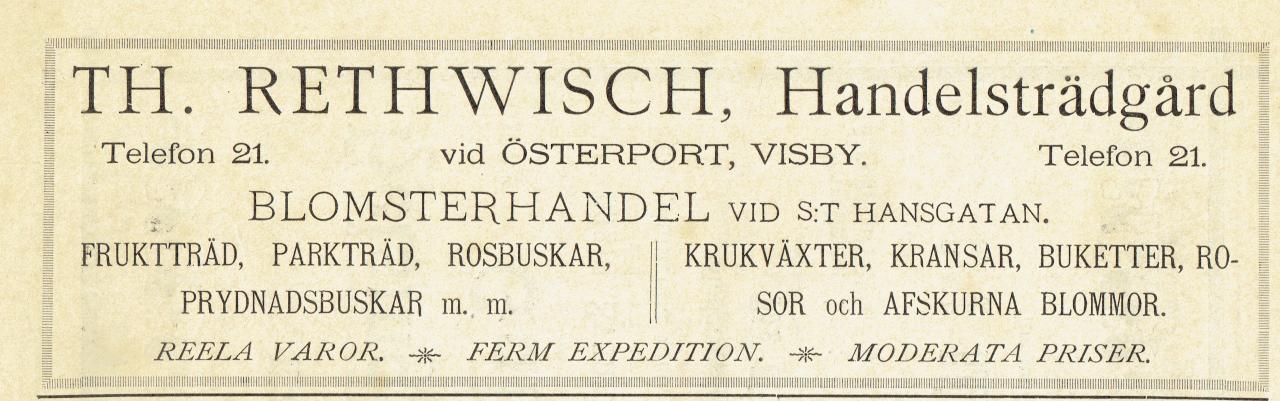 TH. RETHWISCH, Handelsträdgård
Telefon 21. vid ÖSTERPORT, VISBY. Telefon 21.
BLOMSTERHANDEL VID S:T HANSGATAN.
FRUKTTRÄD, PARKTRÄD, ROSBUSKAR,
PRYDNADSBUSKAR m. m.
KRUKVÄXTER, KRANSAR, BUKETTER, RO-
SOR och AFSKURNA BLOMMOR.
REELA VAROR. FERM EXPEDITION. MODERATA PRISER.